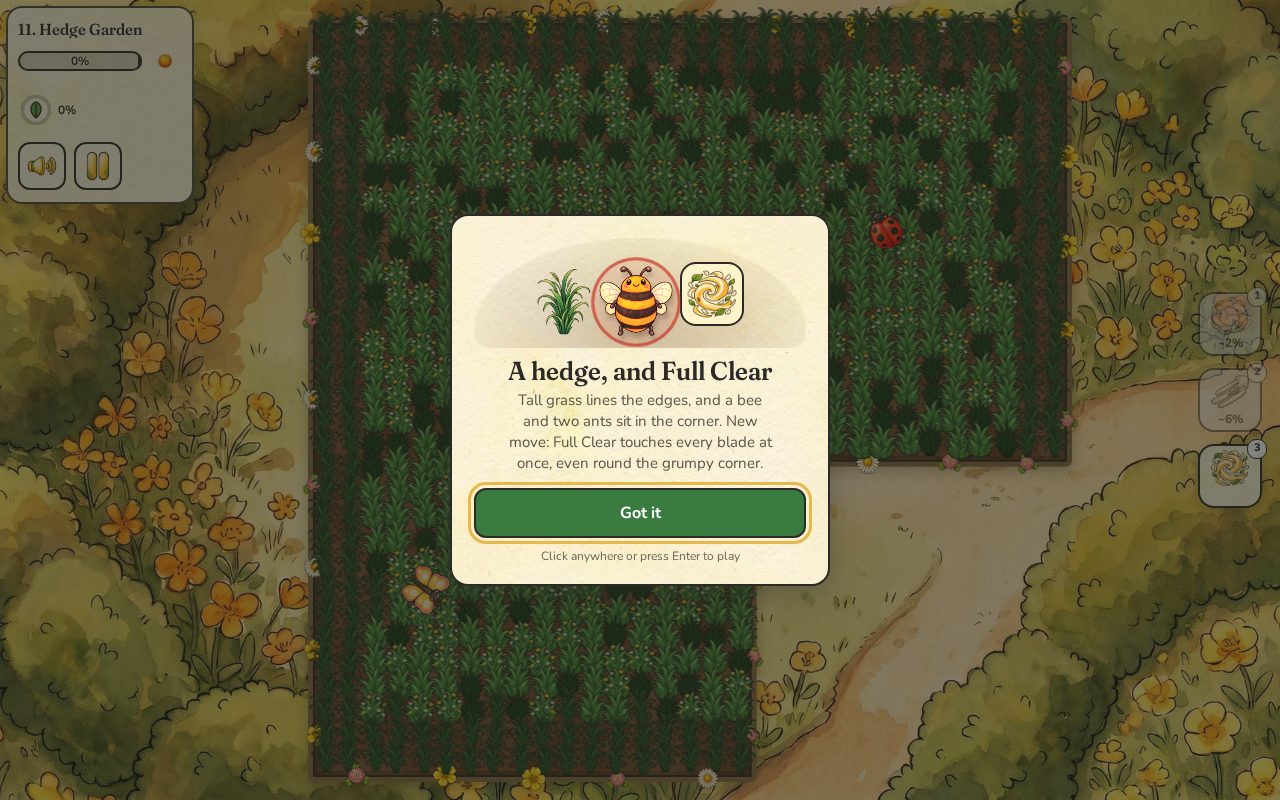 11. Hedge Garden
0%
0%
1
~2%
2
~6%
3
A hedge, and Full Clear
Tall grass lines the edges, and a bee
and two ants sit in the corner. New
move: Full Clear touches every blade at
once, even round the grumpy corner.
Got it
Click anywhere or press Enter to play